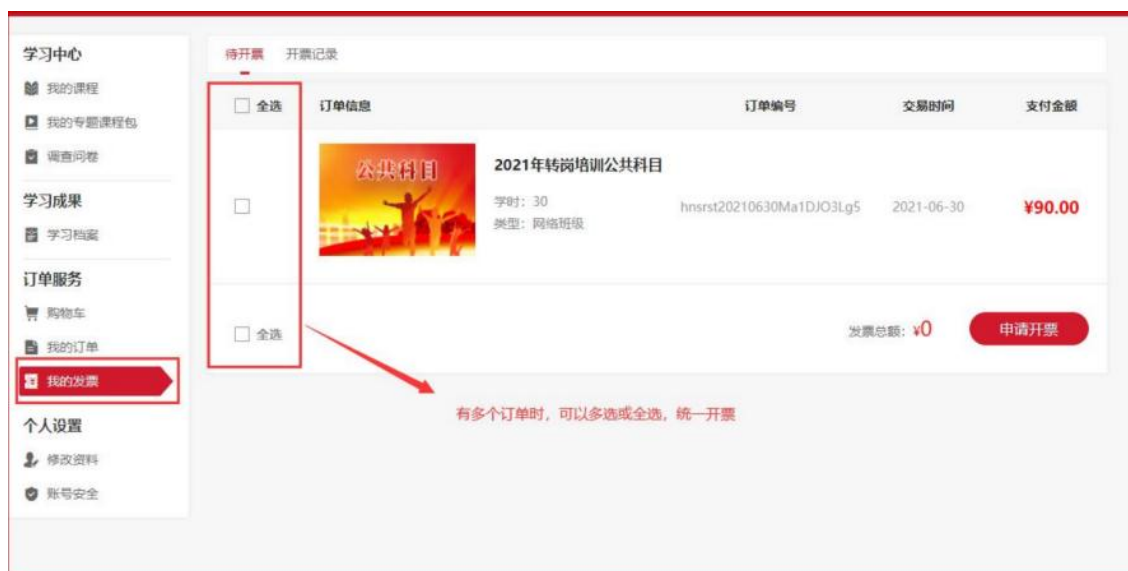 学习中心
我的课程
我的专题课程包
调查问卷
学习成果
学习档案
订单服务
购物车
我的订单
我的发票
个人设置
修改资料
账号安全
待开票 开票记录
全选 订单信息 订单编号 交易时间 支付金额
公共科目
2021年转岗培训公共科目
学时：30
类型：网络班级
hnsrst20210630Ma1DJO3Lg5 2021-06-30 ¥90.00
全选 发票总额：¥0 申请开票
有多个订单时，可以多选或全选，统一开票